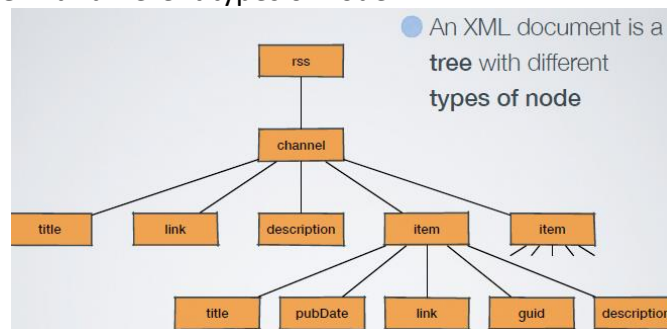 An XML document is a
rss
tree with different
types of node
channel
title link description item item
title pubDate link guid description